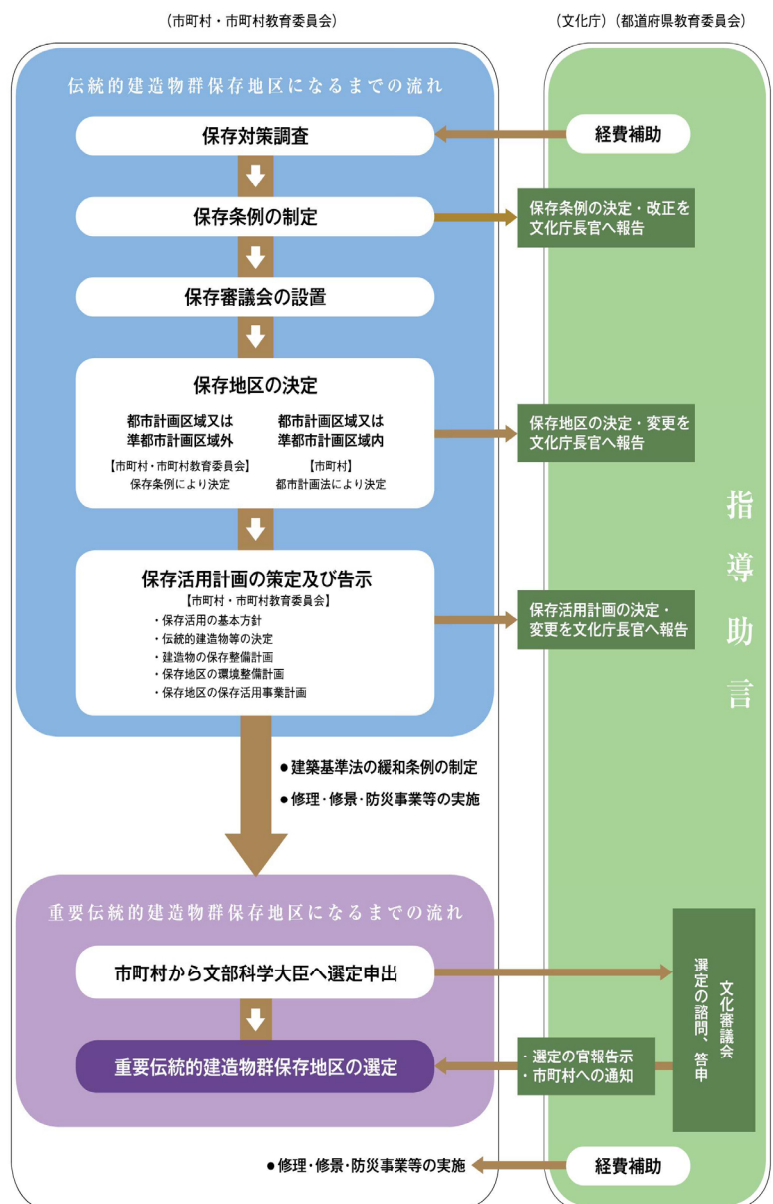 （市町村・市町村教育委員会）
（文化庁）（都道府県教育委員会）
伝統的建造物群保存地区になるまでの流れ
保存対策調査
経費補助
保存条例の制定
保存条例の決定・改正を
文化庁長官へ報告
保存審議会の設置
保存地区の決定
都市計画区域又は
準都市計画区域外
【市町村・市町村教育委員会】
保存条例により決定
都市計画区域又は
準都市計画区域内
【市町村】
都市計画法により決定
保存地区の決定・変更を
文化庁長官へ報告
保存活用計画の策定及び告示
【市町村・市町村教育委員会】
・保存活用の基本方針
・伝統的建造物等の決定
・建造物の保存整備計画
・保存地区の環境整備計画
・保存地区の保存活用事業計画
保存活用計画の決定・
変更を文化庁長官へ報告
指導助言
●建築基準法の緩和条例の制定
●修理・修景・防災事業等の実施
重要伝統的建造物群保存地区になるまでの流れ
市町村から文部科学大臣へ選定申出
文化審議会
選定の諮問、答申
・選定の官報告示
・市町村への通知
重要伝統的建造物群保存地区の選定
●修理・修景・防災事業等の実施
経費補助